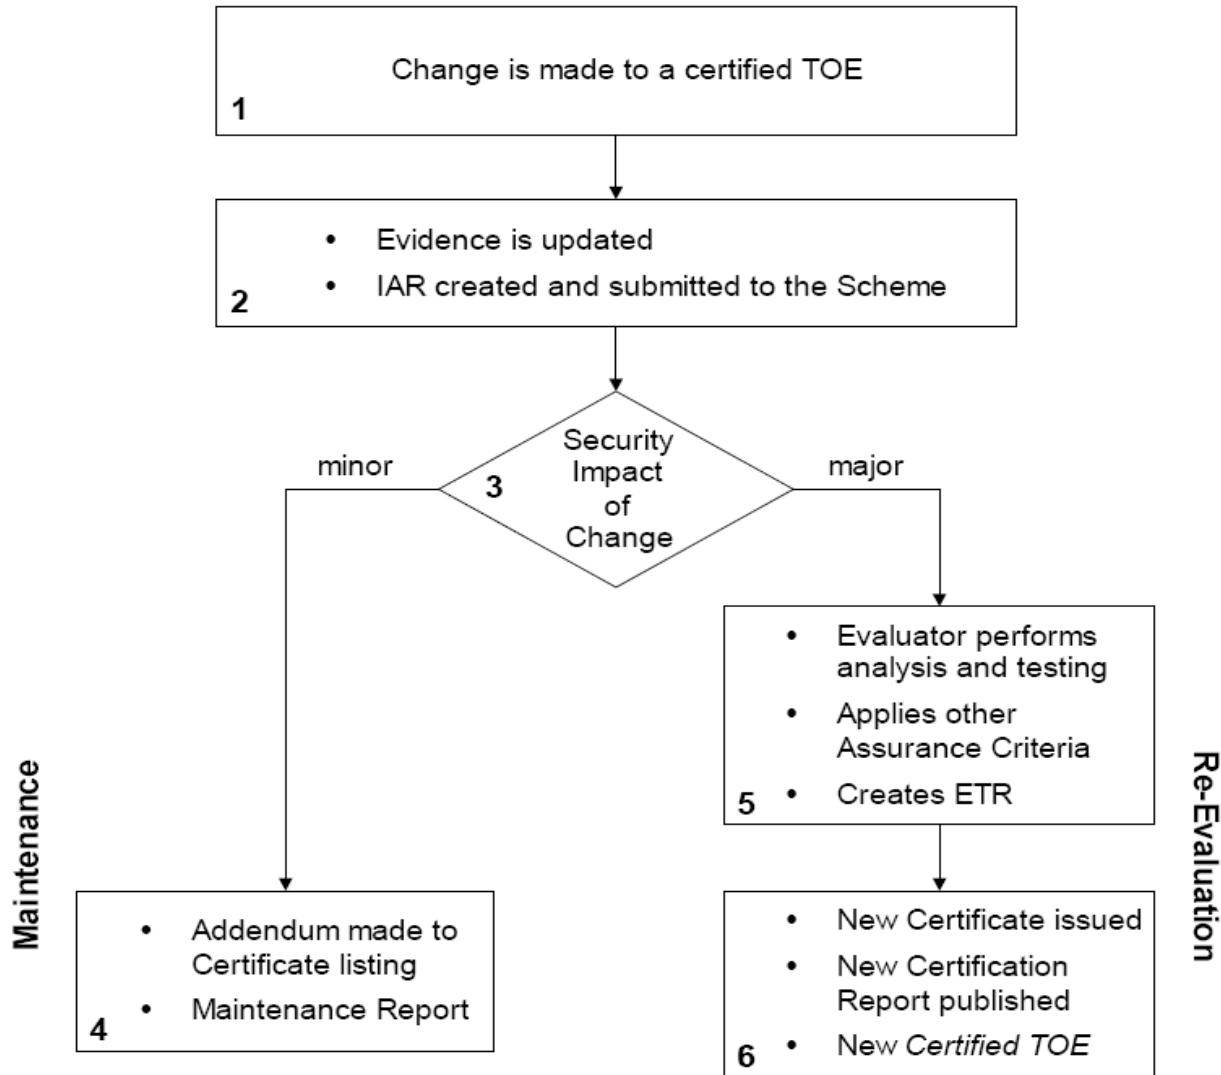 Change is made to a certified TOE
1
• Evidence is updated
• IAR created and submitted to the Scheme
2
Security
Impact
of
Change
3
minor
major
• Evaluator performs
analysis and testing
• Applies other
Assurance Criteria
• Creates ETR
5
Maintenance
Re-Evaluation
• Addendum made to
Certificate listing
• Maintenance Report
4
• New Certificate issued
• New Certification
Report published
• New Certified TOE
6